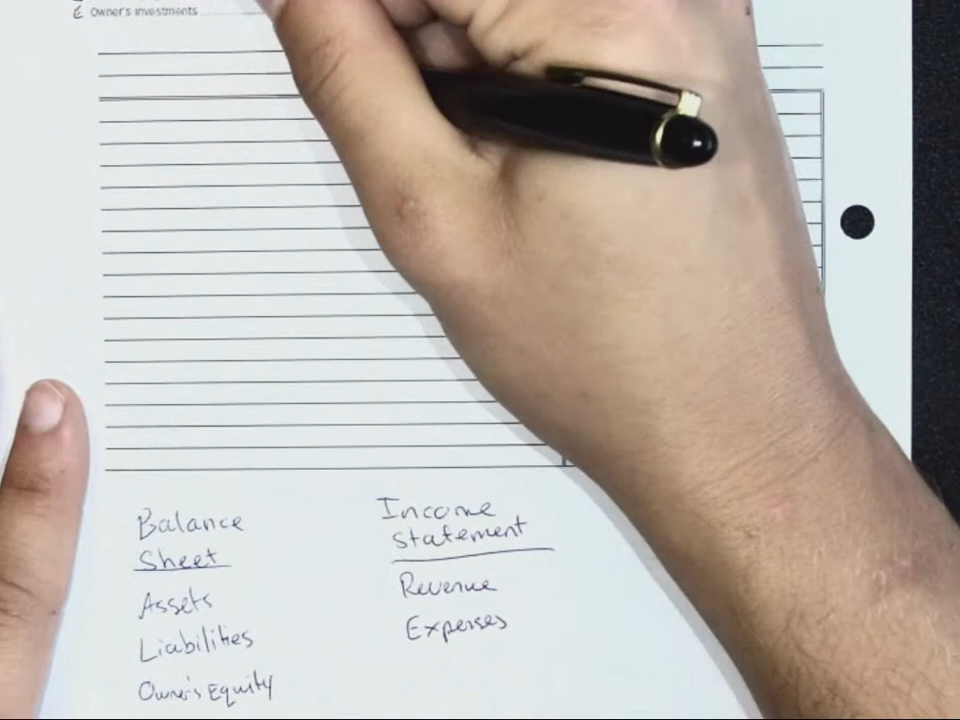 E Owner's investments
Balance
Sheet
Assets
Liabilities
Owner's Equity
Income
statement
Revenue
Expenses